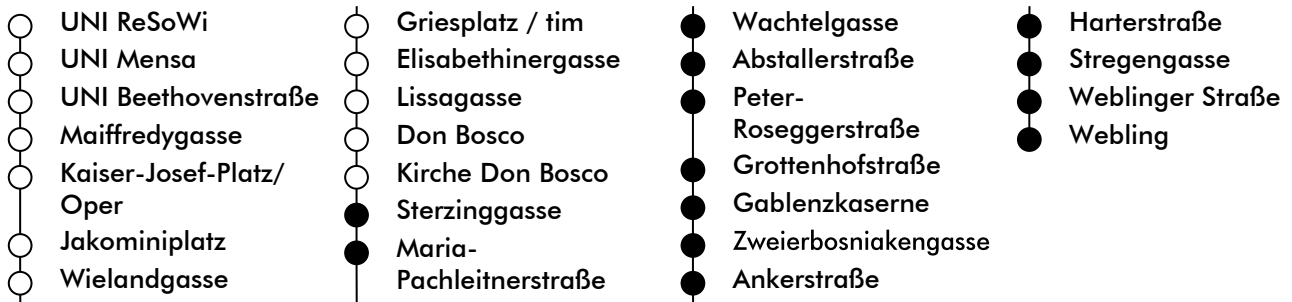 UNI ReSoWi
UNI Mensa
UNI Beethovenstraße
Maiffredygasse
Kaiser-Josef-Platz/
Oper
Jakominiplatz
Wielandgasse
Griesplatz / tim
Elisabethinergasse
Lissagasse
Don Bosco
Kirche Don Bosco
Sterzinggasse
Maria-
Pachleitnerstraße
Wachtelgasse
Abstallerstraße
Peter-
Roseggerstraße
Grottenhofstraße
Gablenzkaserne
Zweierbosniakengasse
Ankerstraße
Harterstraße
Stregengasse
Weblinger Straße
Webling